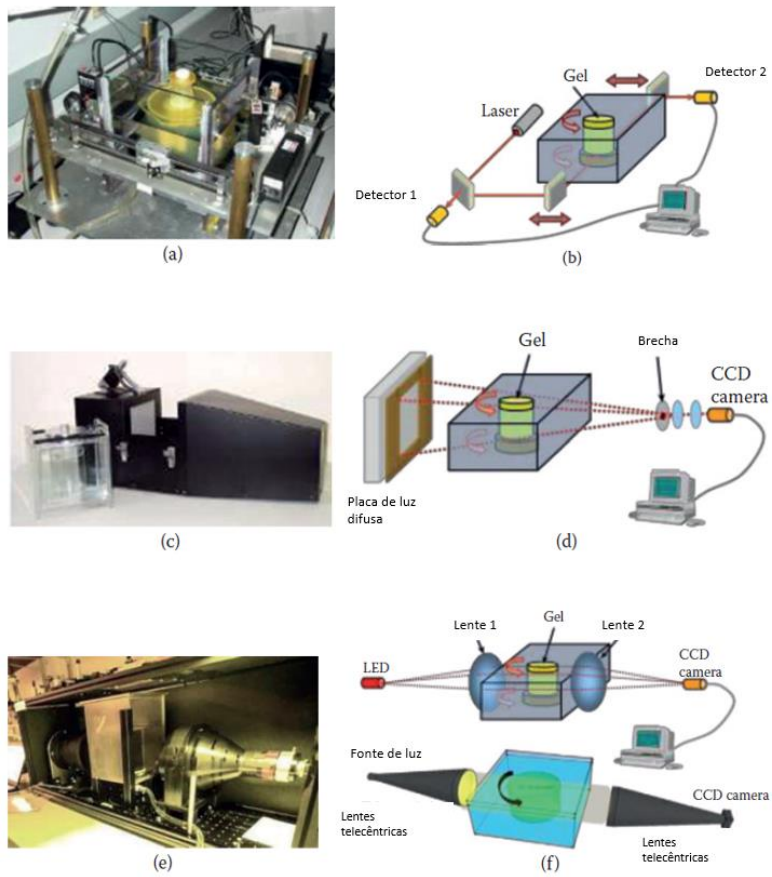 (a)
Gel
Detector 2
Laser
Detector 1
(b)
(c)
Gel
Brecha
CCD
camera
Placa de luz
difusa
(d)
(e)
Lente 1
Gel
Lente 2
LED
CCD
camera
Fonte de luz
Lentes
telecêntricas
CCD camera
Lentes
telecêntricas
(f)